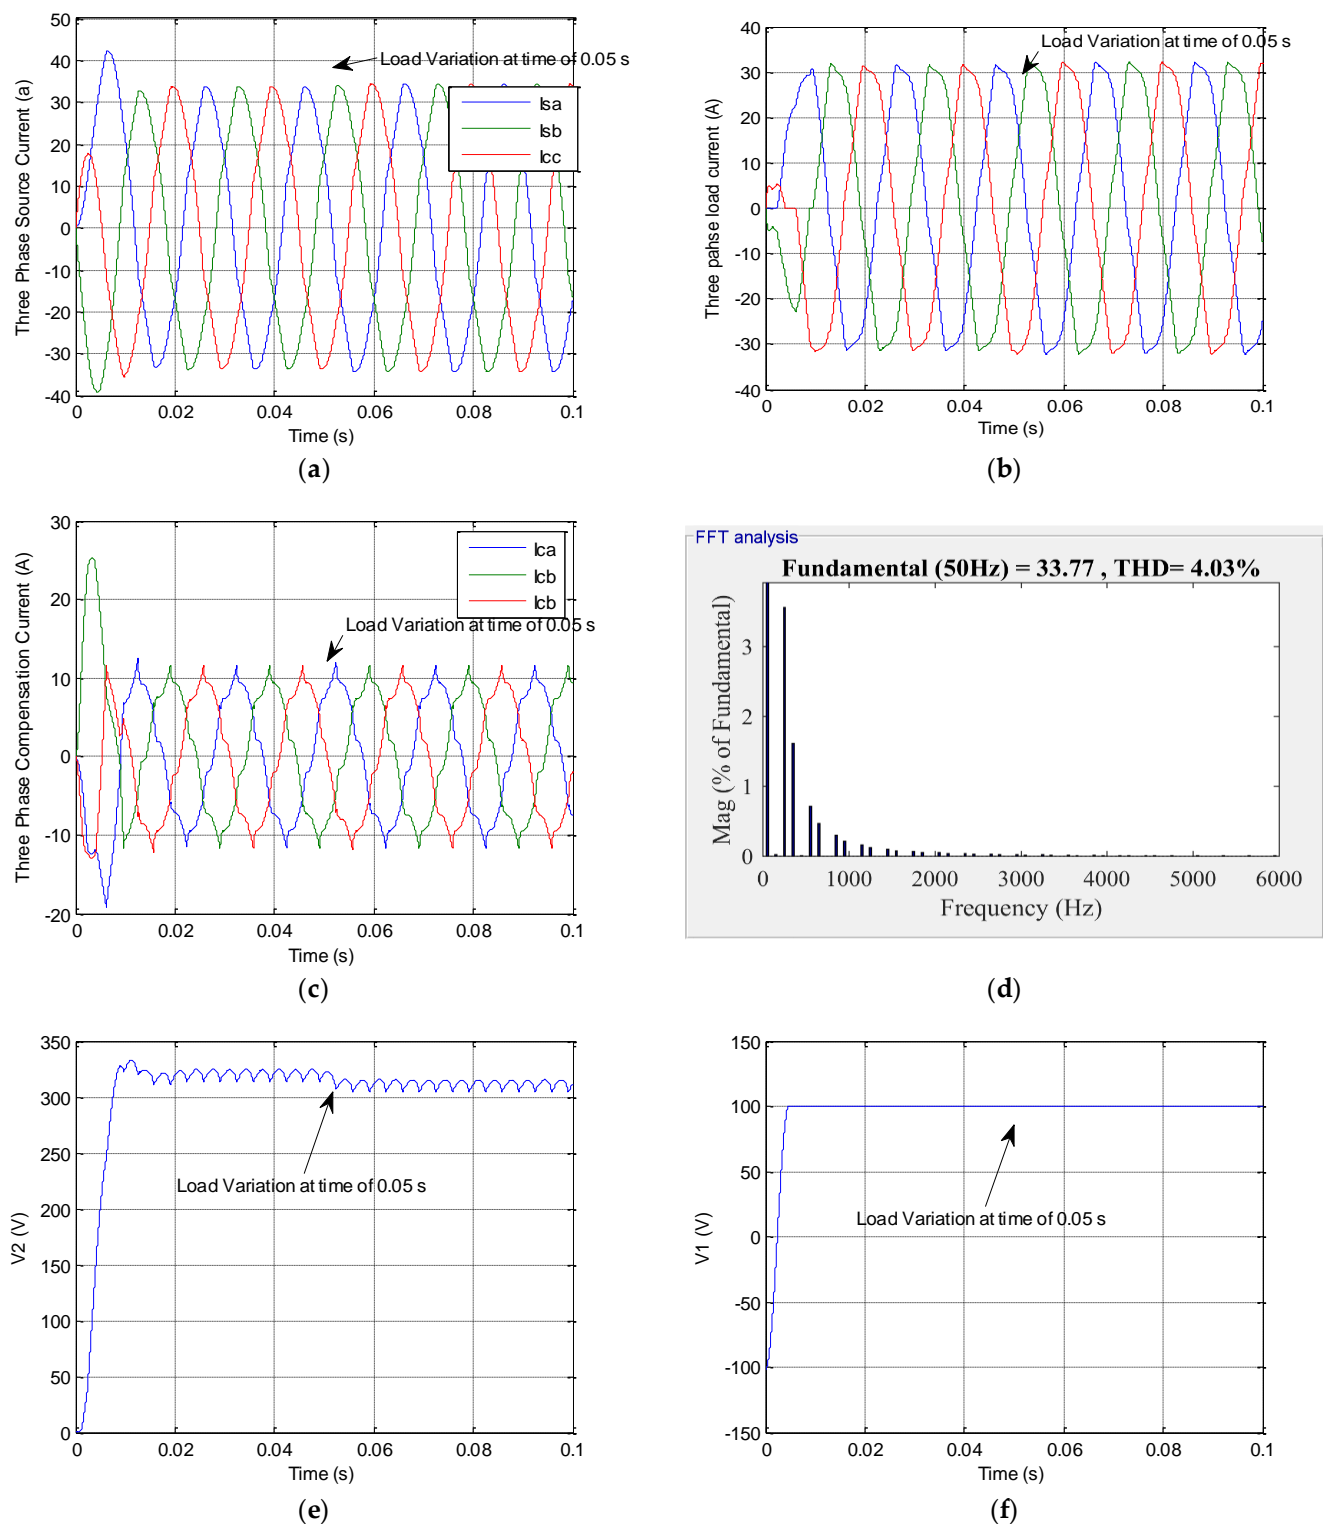 Three Phase Source Current (a)
50
40
30
20
10
0
-10
-20
-30
-40
Load Variation at time of 0.05 s
Isa
Isb
Icc
0 0.02 0.04 0.06 0.08 0.1
Time (s)
(a)
Three pahse load current (A)
40
30
20
10
0
-10
-20
-30
-40
Load Variation at time of 0.05 s
0 0.02 0.04 0.06 0.08 0.1
Time (s)
(b)
Three Phase Compensation Current (A)
30
20
10
0
-10
-20
Ica
Icb
Icb
Load Variation at time of 0.05 s
0 0.02 0.04 0.06 0.08 0.1
Time (s)
(c)
FFT analysis
Fundamental (50Hz) = 33.77 , THD= 4.03%
Mag (% of Fundamental)
3
2
1
0
0 1000 2000 3000 4000 5000 6000
Frequency (Hz)
(d)
V2 (V)
350
300
250
200
150
100
50
0
Load Variation at time of 0.05 s
0 0.02 0.04 0.06 0.08 0.1
Time (s)
(e)
V1 (V)
150
100
50
0
-50
-100
-150
Load Variation at time of 0.05 s
0 0.02 0.04 0.06 0.08 0.1
Time (s)
(f)